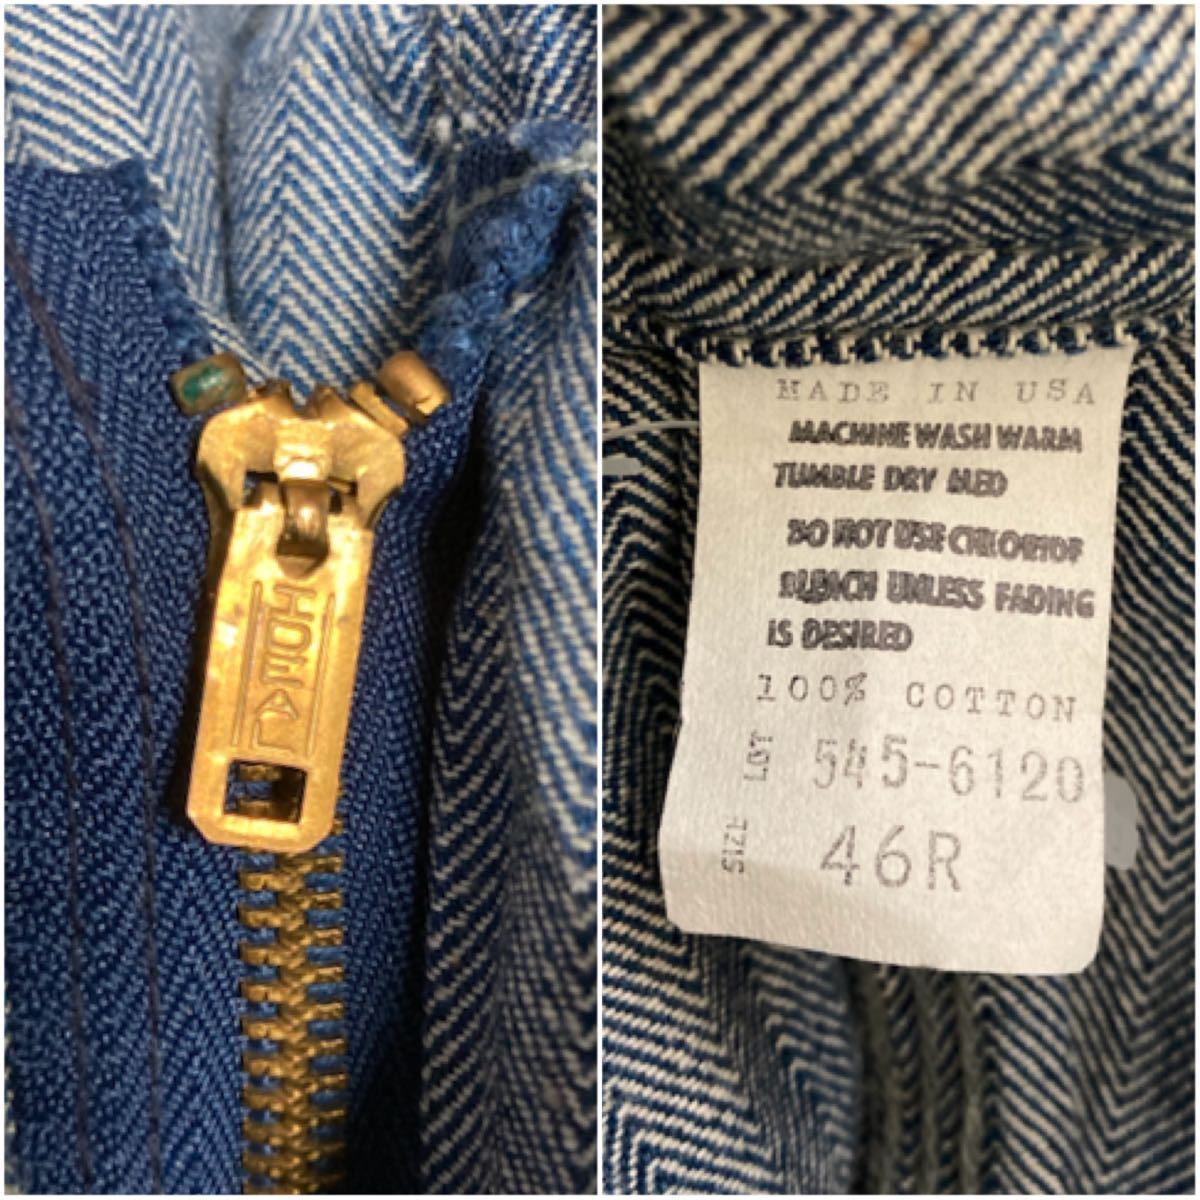 IDEAL
MADE IN USA
MACHINE WASH WARM
TUMBLE DRY MED
DO NOT USE CHLORINE
BLEACH UNLESS FADING
IS DESIRED
100% COTTON
LOT 545-6120
SIZE 46R